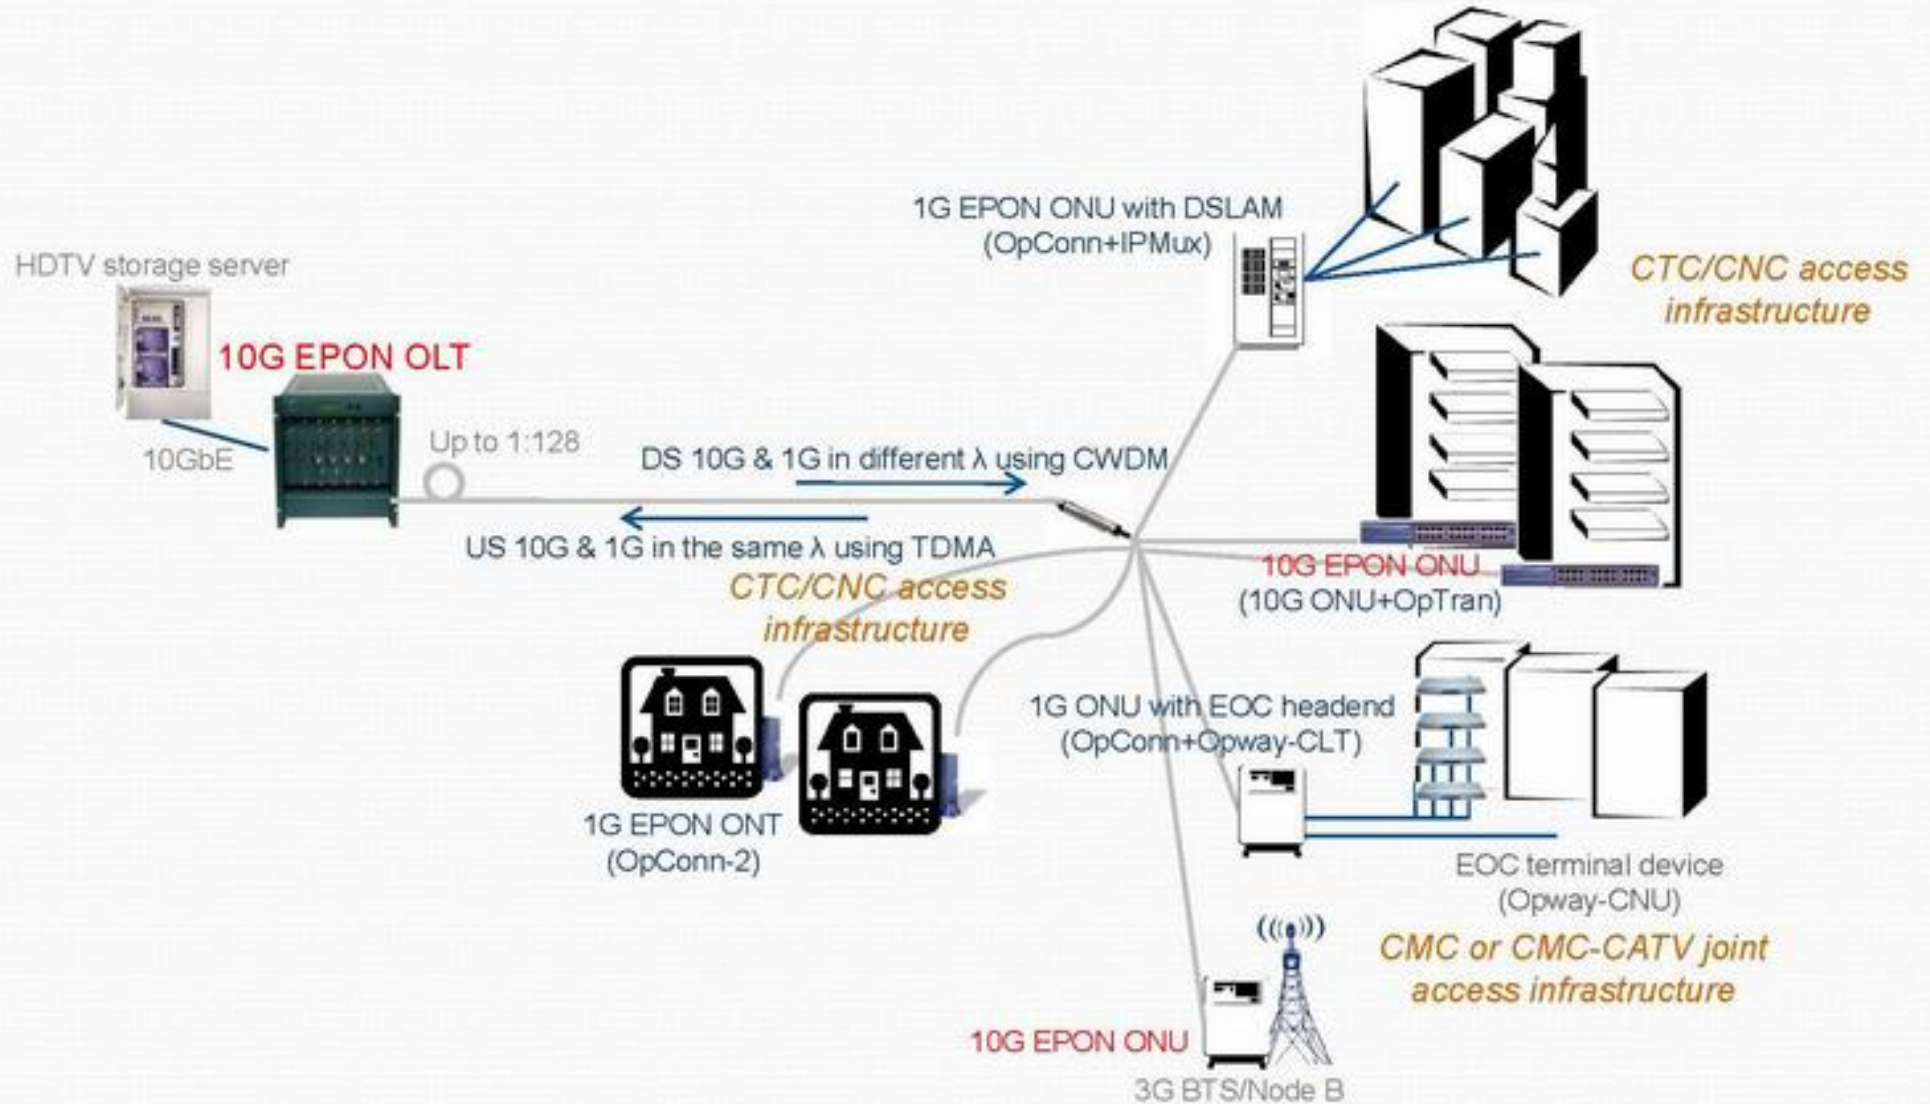 1G EPON ONU with DSLAM
(OpConn+IPMux)
HDTV storage server
CTC/CNC access
infrastructure
10G EPON OLT
10GbE
Up to 1:128
DS 10G & 1G in different λ using CWDM
US 10G & 1G in the same λ using TDMA
CTC/CNC access
infrastructure
10G EPON ONU
(10G ONU+OpTran)
1G ONU with EOC headend
(OpConn+Opway-CLT)
1G EPON ONT
(OpConn-2)
EOC terminal device
(Opway-CNU)
CMC or CMC-CATV joint
access infrastructure
10G EPON ONU
3G BTS/Node B